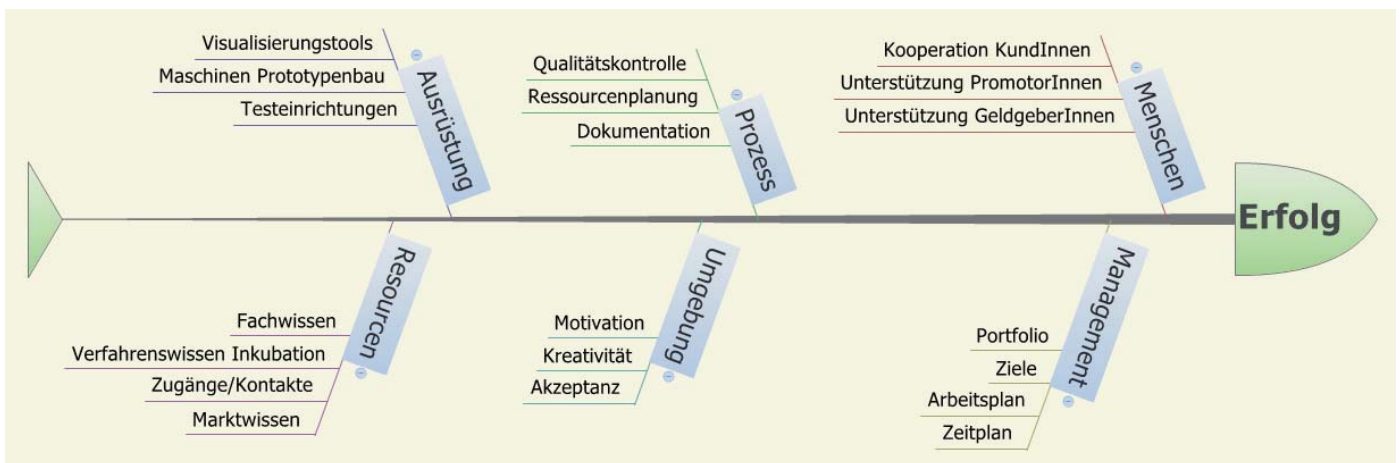 Visualisierungstools
Maschinen Prototypenbau
Testeinrichtungen
Ausrüstung
Qualitätskontrolle
Ressourcenplanung
Dokumentation
Prozess
Kooperation KundInnen
Unterstützung PromotorInnen
Unterstützung GeldgeberInnen
Menschen
Erfolg
Resourcen
Fachwissen
Verfahrenswissen Inkubation
Zugänge/Kontakte
Marktwissen
Umgebung
Motivation
Kreativität
Akzeptanz
Management
Portfolio
Ziele
Arbeitsplan
Zeitplan